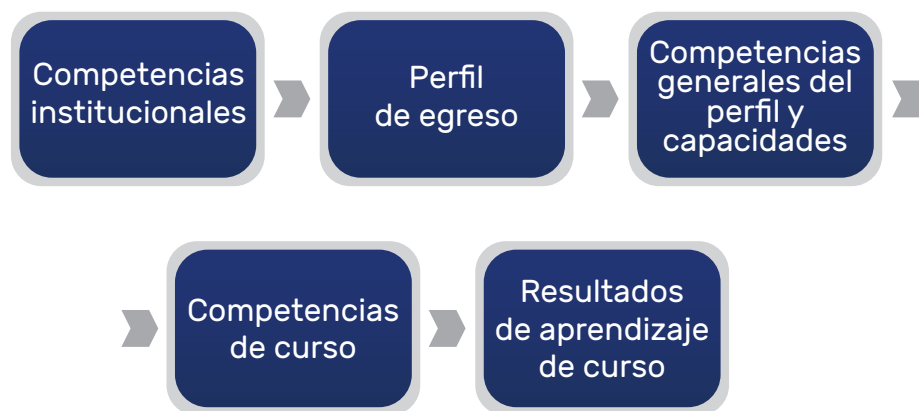 Competencias
institucionales
Perfil
de egreso
Competencias
generales del
perfil y
capacidades
Competencias
de curso
Resultados
de aprendizaje
de curso